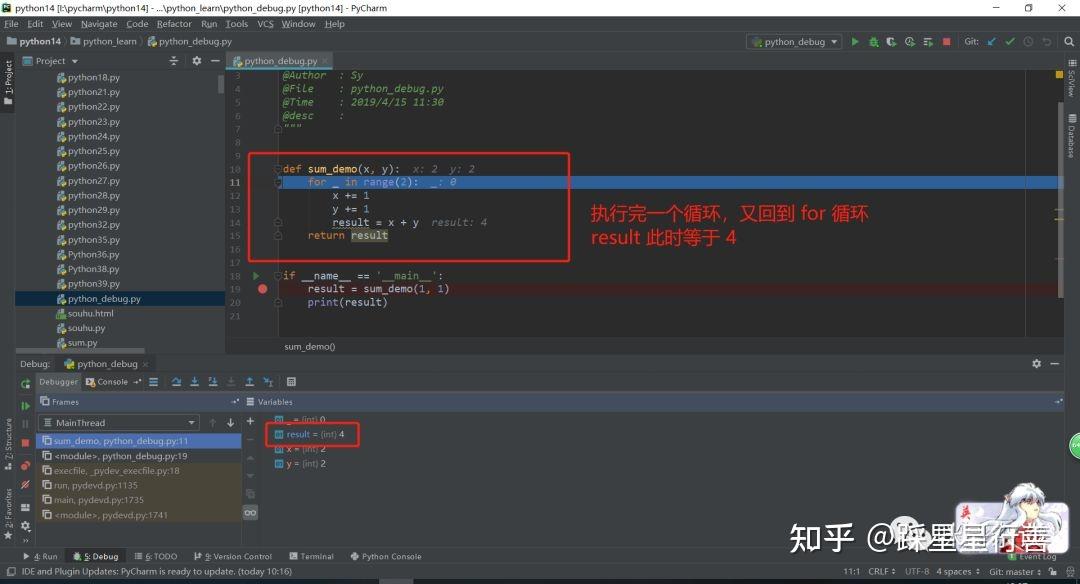 python14 [E:\pycharm\python14] - ...\python_learn\python_debug.py [python14] - PyCharm
File Edit View Navigate Code Refactor Run Tools VCS Window Help
python14 python_learn python_debug.py python_debug Git:
Project python_debug.py
1: Project
SciView
Database
python18.py
python21.py
python22.py
python23.py
python24.py
python25.py
python26.py
python27.py
python28.py
python29.py
python32.py
python35.py
Python36.py
Python38.py
python39.py
python_debug.py
souhu.html
souhu.py
sum.py
3 @Author : Sy
4 @File : python_debug.py
5 @Time : 2019/4/15 11:30
6 @desc :
7 """
8
9
10 def sum_demo(x, y): x: 2 y: 2
11 for _ in range(2): _: 0
12 x += 1
13 y += 1
14 result = x + y result: 4
15 return result
16
17
18 if __name__ == '__main__':
19 result = sum_demo(1, 1)
20 print(result)
21
执行完一个循环，又回到 for 循环
result 此时等于 4
sum_demo()
Debug: python_debug
Debugger Console
Frames Variables
MainThread
sum_demo, python_debug.py:11
<module>, python_debug.py:19
execfile, _pydev_execfile.py:18
run, pydevd.py:1135
main, pydevd.py:1735
<module>, pydevd.py:1741
_ = {int} 0
result = {int} 4
x = {int} 2
y = {int} 2
Z: Structure
2: Favorites
知乎 @踩星星行善
英
4: Run 5: Debug 6: TODO 9: Version Control Terminal Python Console Event Log
IDE and Plugin Updates: PyCharm is ready to update. (today 10:16) 11:1 CRLF UTF-8 4 spaces Git: master